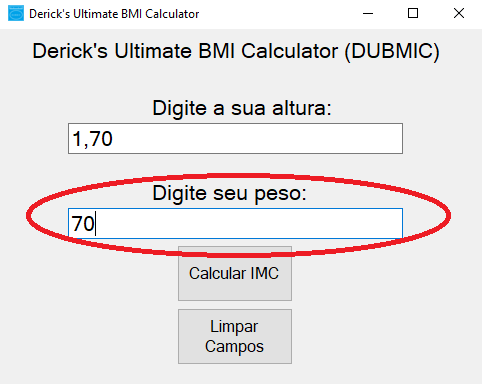 Derick's Ultimate BMI Calculator
Derick's Ultimate BMI Calculator (DUBMIC)
Digite a sua altura:
1,70
Digite seu peso:
70
Calcular IMC
Limpar
Campos